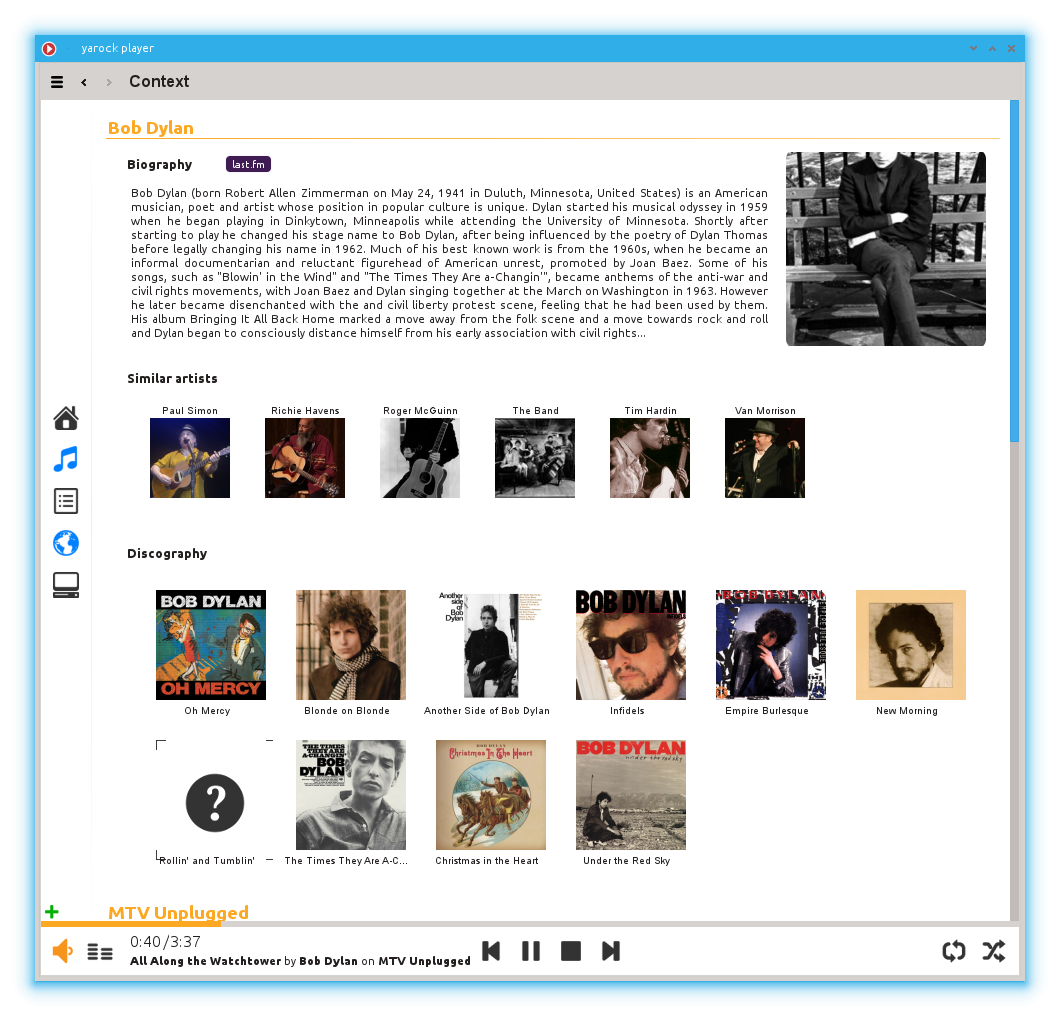 yarock player
Context
Bob Dylan
Biography last.fm
Bob Dylan (born Robert Allen Zimmerman on May 24, 1941 in Duluth, Minnesota, United States) is an American
musician, poet and artist whose position in popular culture is unique. Dylan started his musical odyssey in 1959
when he began playing in Dinkytown, Minneapolis while attending the University of Minnesota. Shortly after
starting to play he changed his stage name to Bob Dylan, after being influenced by the poetry of Dylan Thomas
before legally changing his name in 1962. Much of his best known work is from the 1960s, when he became an
informal documentarian and reluctant figurehead of American unrest, promoted by Joan Baez. Some of his
songs, such as "Blowin' in the Wind" and "The Times They Are a-Changin'", became anthems of the anti-war and
civil rights movements, with Joan Baez and Dylan singing together at the March on Washington in 1963. However
he later became disenchanted with the and civil liberty protest scene, feeling that he had been used by them.
His album Bringing It All Back Home marked a move away from the folk scene and a move towards rock and roll
and Dylan began to consciously distance himself from his early association with civil rights...
Similar artists
Paul Simon Richie Havens Roger McGuinn The Band Tim Hardin Van Morrison
Discography
BOB DYLAN
OH MERCY
Another
side of
Bob
Dylan
BOB DYLAN
INFIDELS
BOB DYLAN
EMPIRE BURLESQUE
Oh Mercy Blonde on Blonde Another Side of Bob Dylan Infidels Empire Burlesque New Morning
?
THE TIMES
THEY ARE
A-CHANGIN'
BOB
DYLAN
BOB DYLAN
Christmas In The Heart
BOB DYLAN
under the red sky
Rollin' and Tumblin' The Times They Are A-C... Christmas in the Heart Under the Red Sky
MTV Unplugged
0:40/3:37
All Along the Watchtower by Bob Dylan on MTV Unplugged